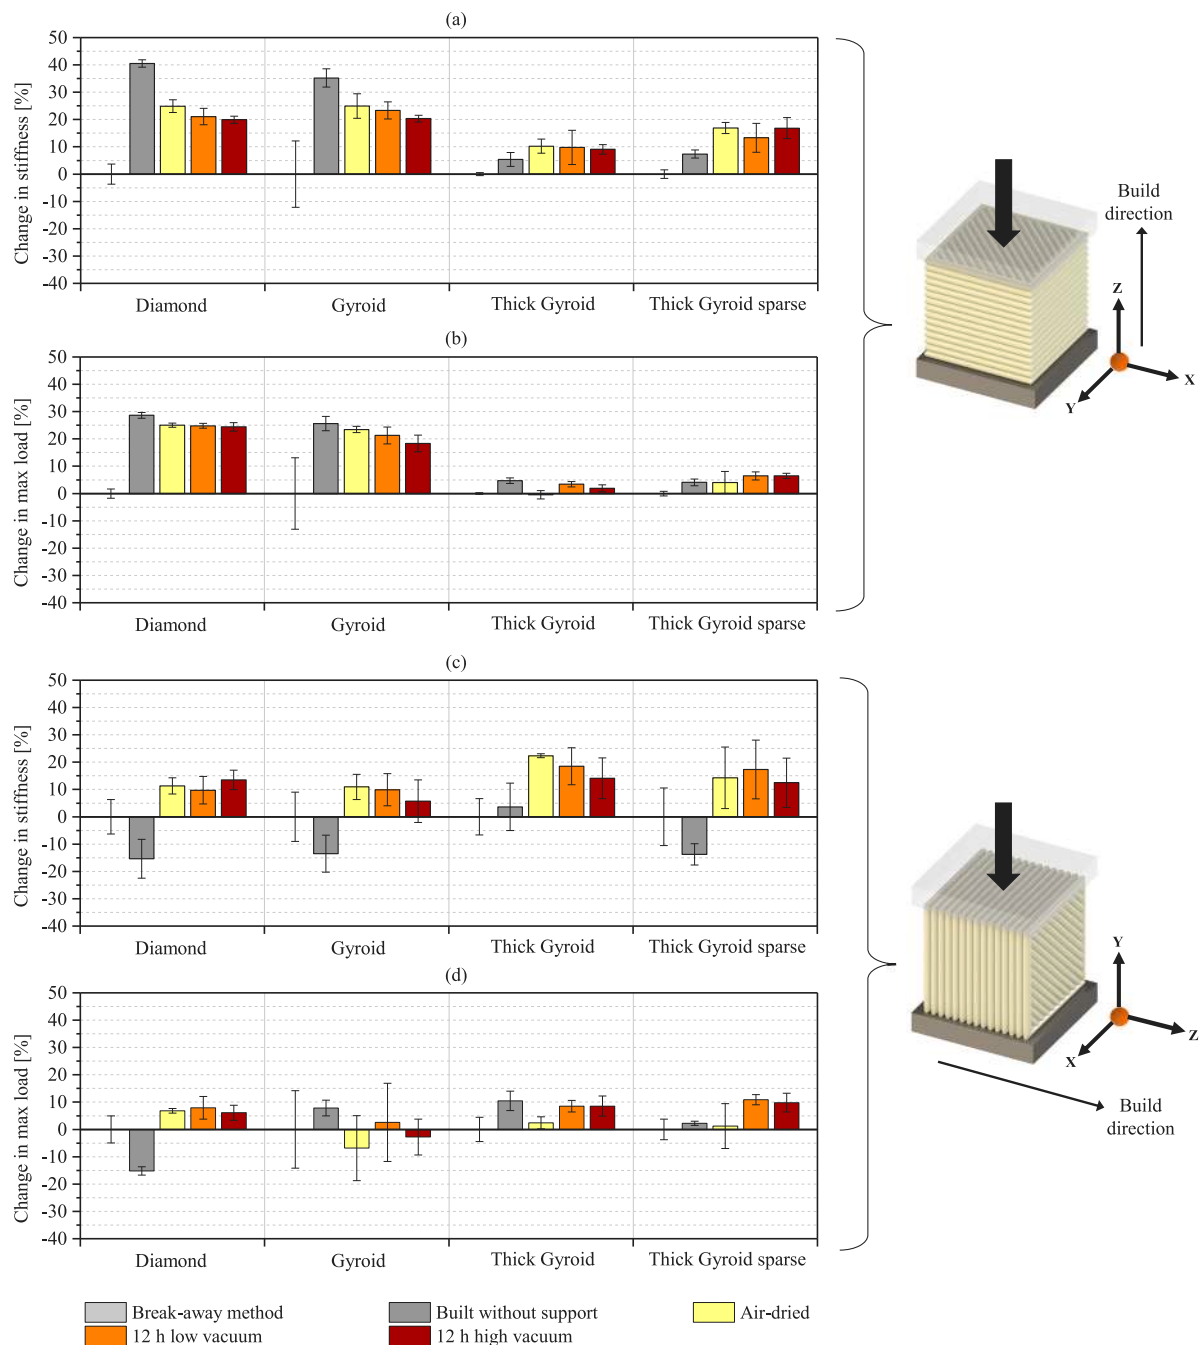 (a)
Change in stiffness [%]
50
40
30
20
10
0
-10
-20
-30
-40
Diamond Gyroid Thick Gyroid Thick Gyroid sparse
(b)
Change in max load [%]
50
40
30
20
10
0
-10
-20
-30
-40
Diamond Gyroid Thick Gyroid Thick Gyroid sparse
Build
direction
Z
Y
X
(c)
Change in stiffness [%]
50
40
30
20
10
0
-10
-20
-30
-40
Diamond Gyroid Thick Gyroid Thick Gyroid sparse
(d)
Change in max load [%]
50
40
30
20
10
0
-10
-20
-30
-40
Diamond Gyroid Thick Gyroid Thick Gyroid sparse
Y
X
Z
Build
direction
Break-away method Built without support Air-dried
12 h low vacuum 12 h high vacuum